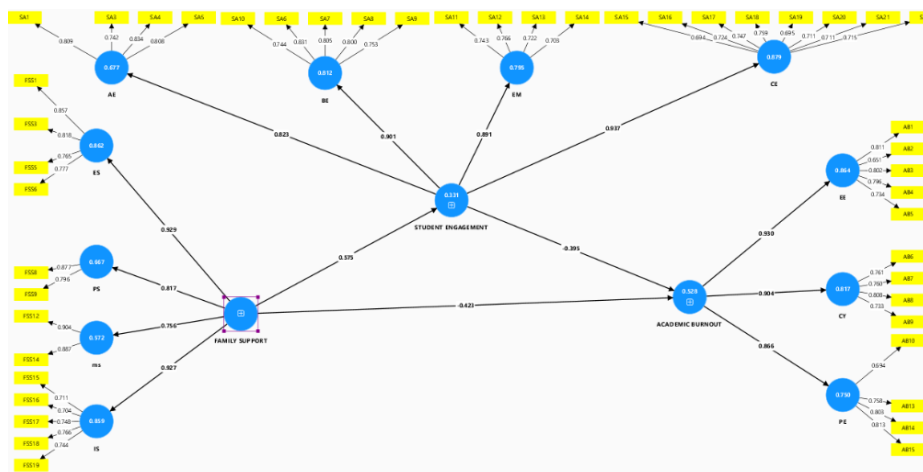 SA1 SA3 SA4 SA5 SA10 SA6 SA7 SA8 SA9 SA11 SA12 SA13 SA14 SA15 SA16 SA17 SA18 SA19 SA20 SA21
0.809 0.742 0.834 0.808 0.744 0.831 0.805 0.800 0.753 0.743 0.766 0.722 0.703 0.694 0.724 0.747 0.759 0.695 0.711 0.711 0.715
0.677 0.812 0.879
AE BE EM CE
FSS1
0.857
FSS3 0.818
0.862
FSS5 0.765
FSS6 0.777
ES
0.823 0.901 0.891 0.937
AB1
0.811 AB2
0.651
0.864 0.802 AB3
0.796 AB4
0.734 AB5
EE
0.331
STUDENT ENGAGEMENT
0.929 0.575 -0.395 0.930
FSS8 0.877
FSS9 0.796
PS
0.817
FAMILY SUPPORT
-0.423
0.529
ACADEMIC BURNOUT
0.904
0.817
CY
AB6 0.761
AB7 0.760
AB8 0.808
AB9 0.733
FSS12 0.904
0.572
FSS14 0.887
0.756
0.927
0.866
AB10
0.694
FSS15 0.711
FSS16 0.704
FSS17 0.748
FSS18 0.766
FSS19 0.744
0.859
IS
0.750
PE
0.758 AB13
0.803 AB14
0.813 AB15